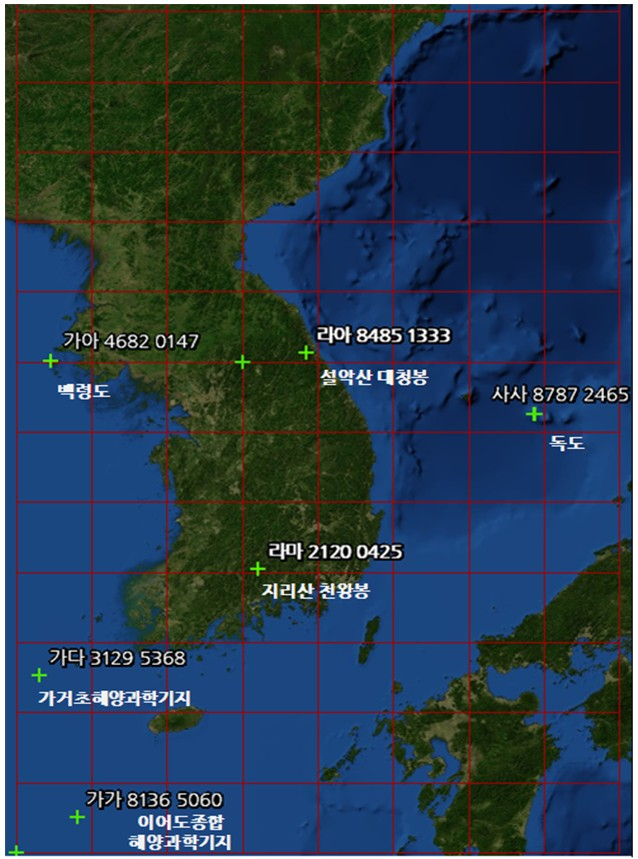 가아 4682 0147
백령도
라아 8485 1333
설악산 대청봉
사사 8787 2465
독도
라마 2120 0425
지리산 천왕봉
가다 3129 5368
가거초해양과학기지
가가 8136 5060
이어도종합
해양과학기지